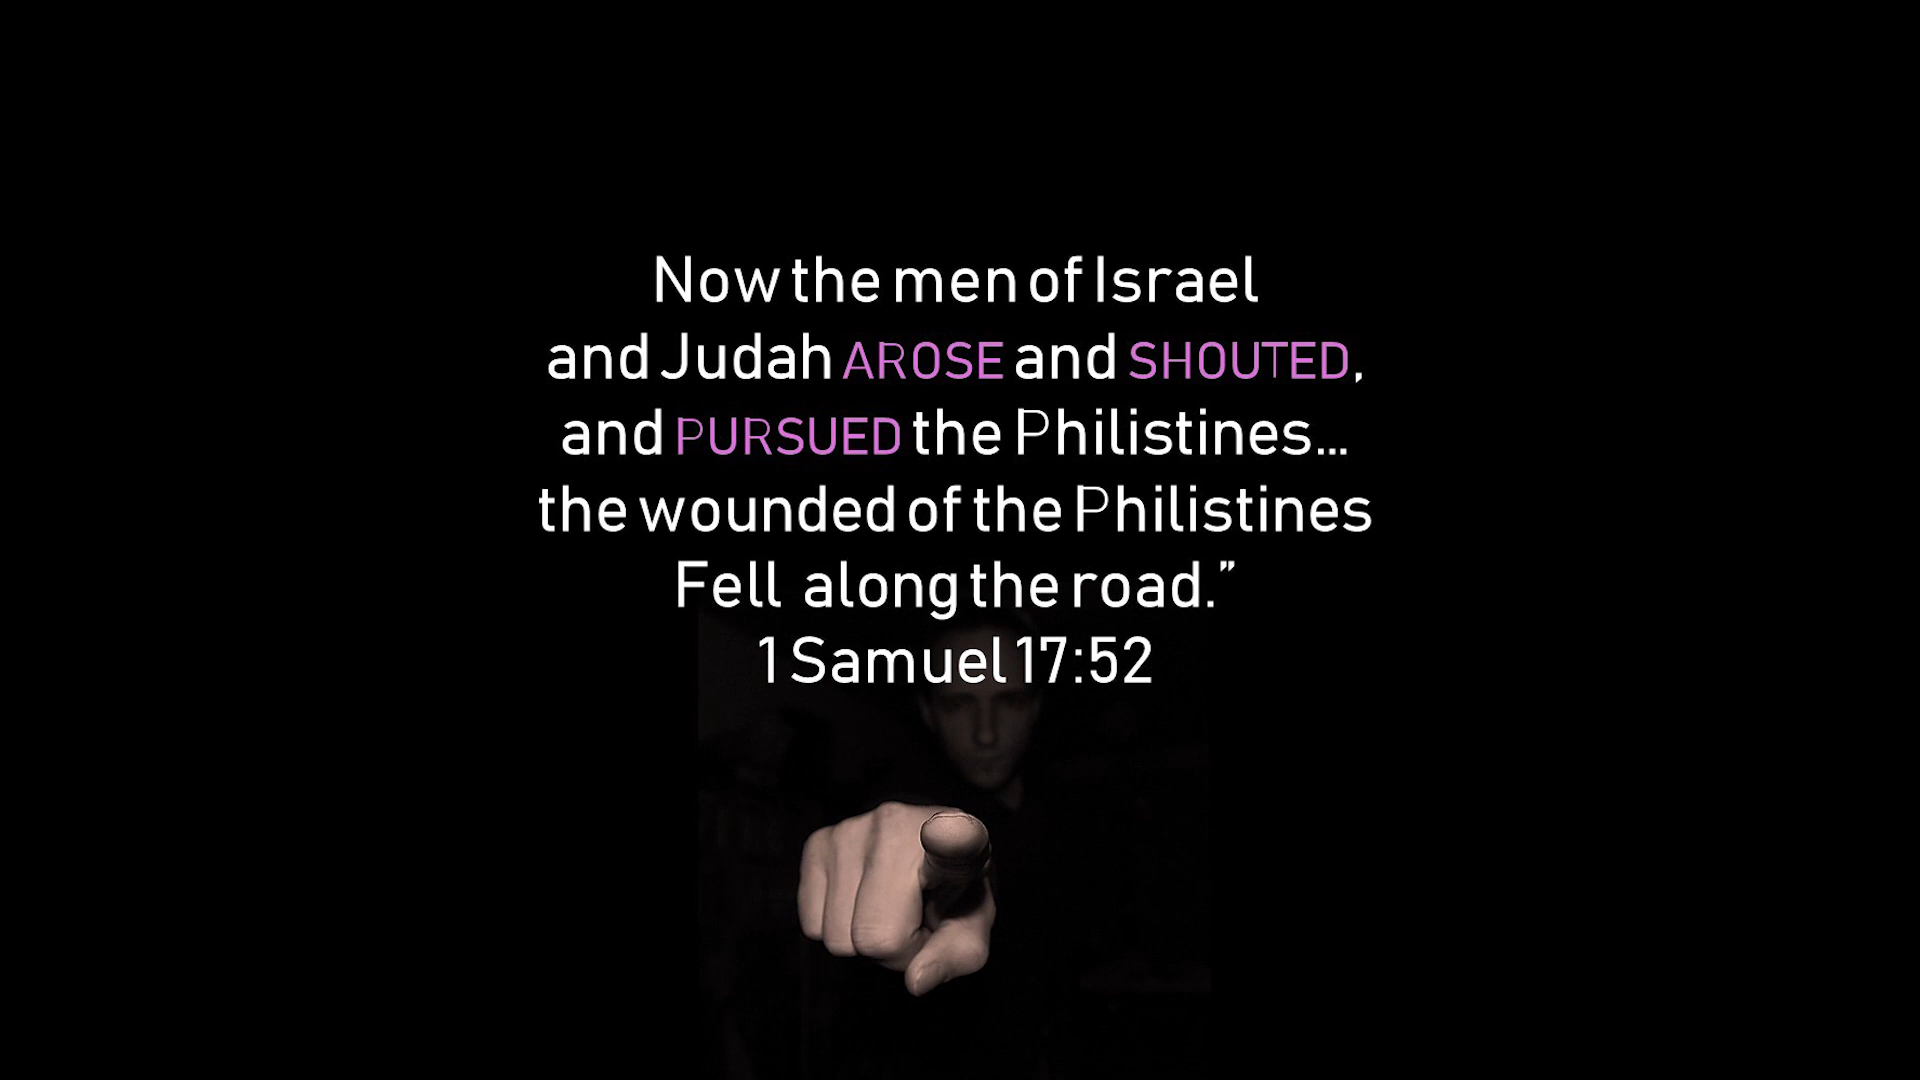 Now the men of Israel
and Judah AROSE and SHOUTED,
and PURSUED the Philistines...
the wounded of the Philistines
Fell along the road.”
1 Samuel 17:52